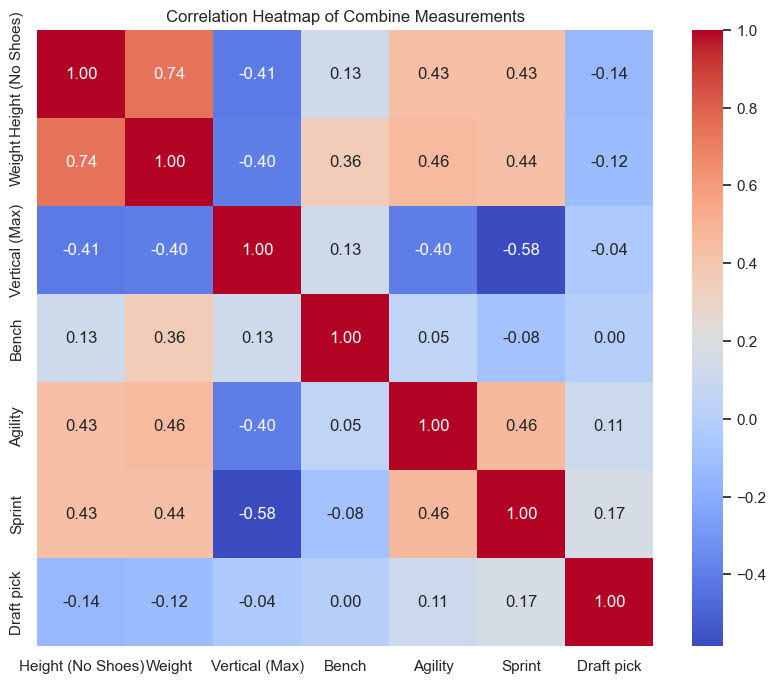 Correlation Heatmap of Combine Measurements
Height (No Shoes) 1.00 0.74 -0.41 0.13 0.43 0.43 -0.14
Weight 0.74 1.00 -0.40 0.36 0.46 0.44 -0.12
Vertical (Max) -0.41 -0.40 1.00 0.13 -0.40 -0.58 -0.04
Bench 0.13 0.36 0.13 1.00 0.05 -0.08 0.00
Agility 0.43 0.46 -0.40 0.05 1.00 0.46 0.11
Sprint 0.43 0.44 -0.58 -0.08 0.46 1.00 0.17
Draft pick -0.14 -0.12 -0.04 0.00 0.11 0.17 1.00
Height (No Shoes) Weight Vertical (Max) Bench Agility Sprint Draft pick
1.0
0.8
0.6
0.4
0.2
0.0
−0.2
−0.4